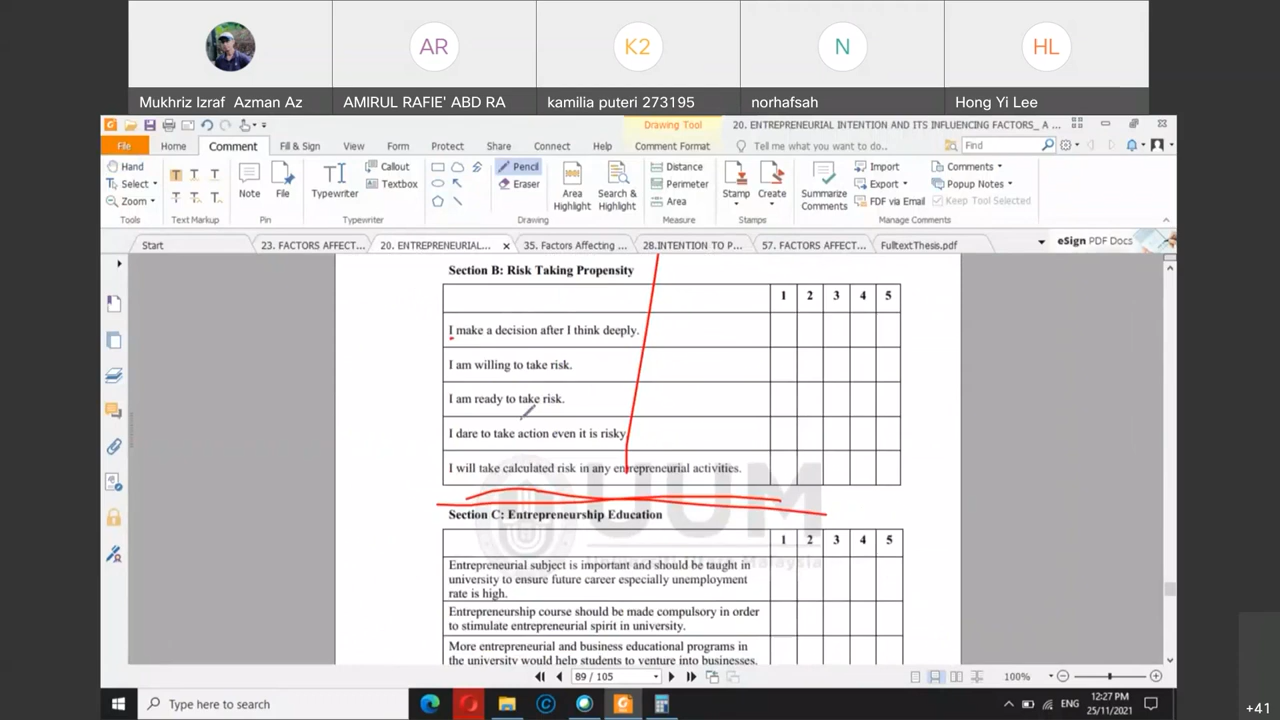 AR
K2
N
HL
Mukhriz Izraf Azman Az
AMIRUL RAFIE' ABD RA
kamilia puteri 273195
norhafsah
Hong Yi Lee
Drawing Tool
20. ENTREPRENEURIAL INTENTION AND ITS INFLUENCING FACTORS_ A ...
File Home Comment Fill & Sign View Form Protect Share Connect Help Comment Format
Tell me what you want to do..
Find
Hand
Select
Zoom
Tools
Text Markup
Note
File
Pin
Typewriter
Callout
Textbox
Typewriter
Pencil
Eraser
Drawing
Area Highlight
Search & Highlight
Distance
Perimeter
Area
Measure
Stamp
Create
Stamps
Summarize Comments
Import
Export
FDF via Email
Comments
Popup Notes
Keep Tool Selected
Manage Comments
Start
23. FACTORS AFFECT...
20. ENTREPRENEURIAL...
35. Factors Affecting ...
28.INTENTION TO P...
57. FACTORS AFFECT...
FulltextThesis.pdf
eSign PDF Docs
Section B: Risk Taking Propensity
1 2 3 4 5
I make a decision after I think deeply.
I am willing to take risk.
I am ready to take risk.
I dare to take action even it is risky
I will take calculated risk in any entrepreneurial activities.
UUM
Section C: Entrepreneurship Education
1 2 3 4 5
Entrepreneurial subject is important and should be taught in
university to ensure future career especially unemployment
rate is high.
Entrepreneurship course should be made compulsory in order
to stimulate entrepreneurial spirit in university.
More entrepreneurial and business educational programs in
the university would help students to venture into businesses.
89 / 105
100%
Type here to search
ENG
12:27 PM
25/11/2021
+41